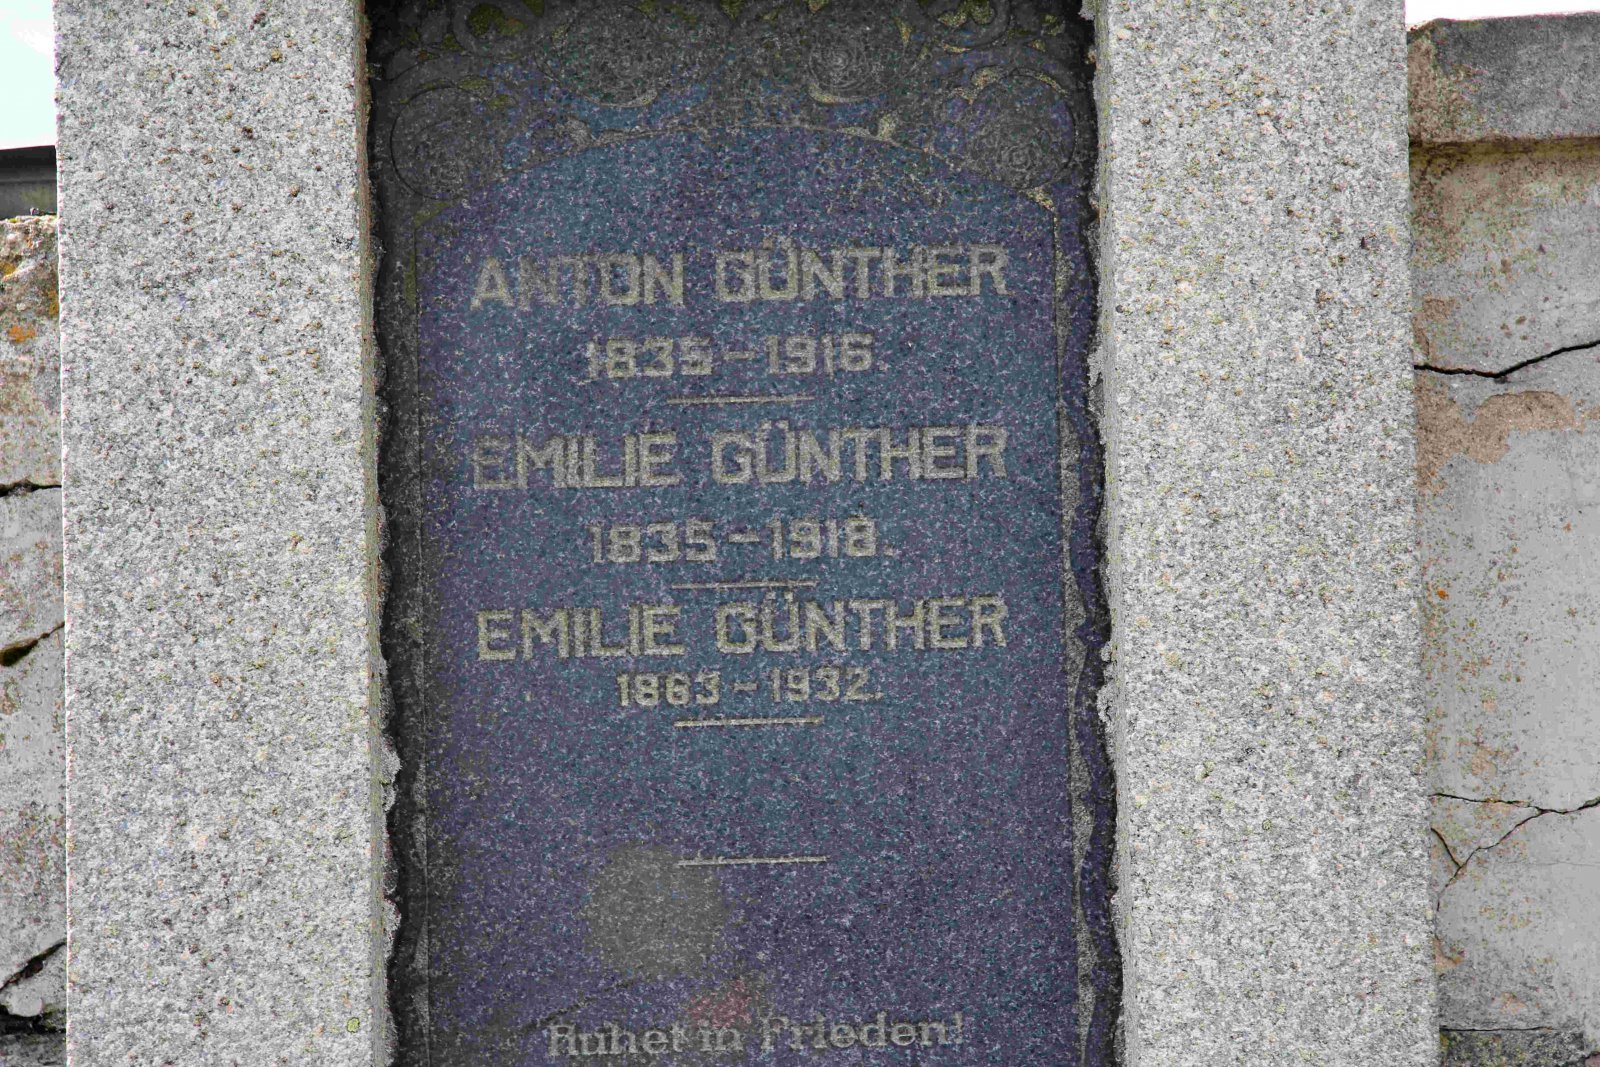 ANTON GÜNTHER
1835-1916.
EMILIE GÜNTHER
1835-1918.
EMILIE GÜNTHER
1863-1932.
Ruhet in Frieden!